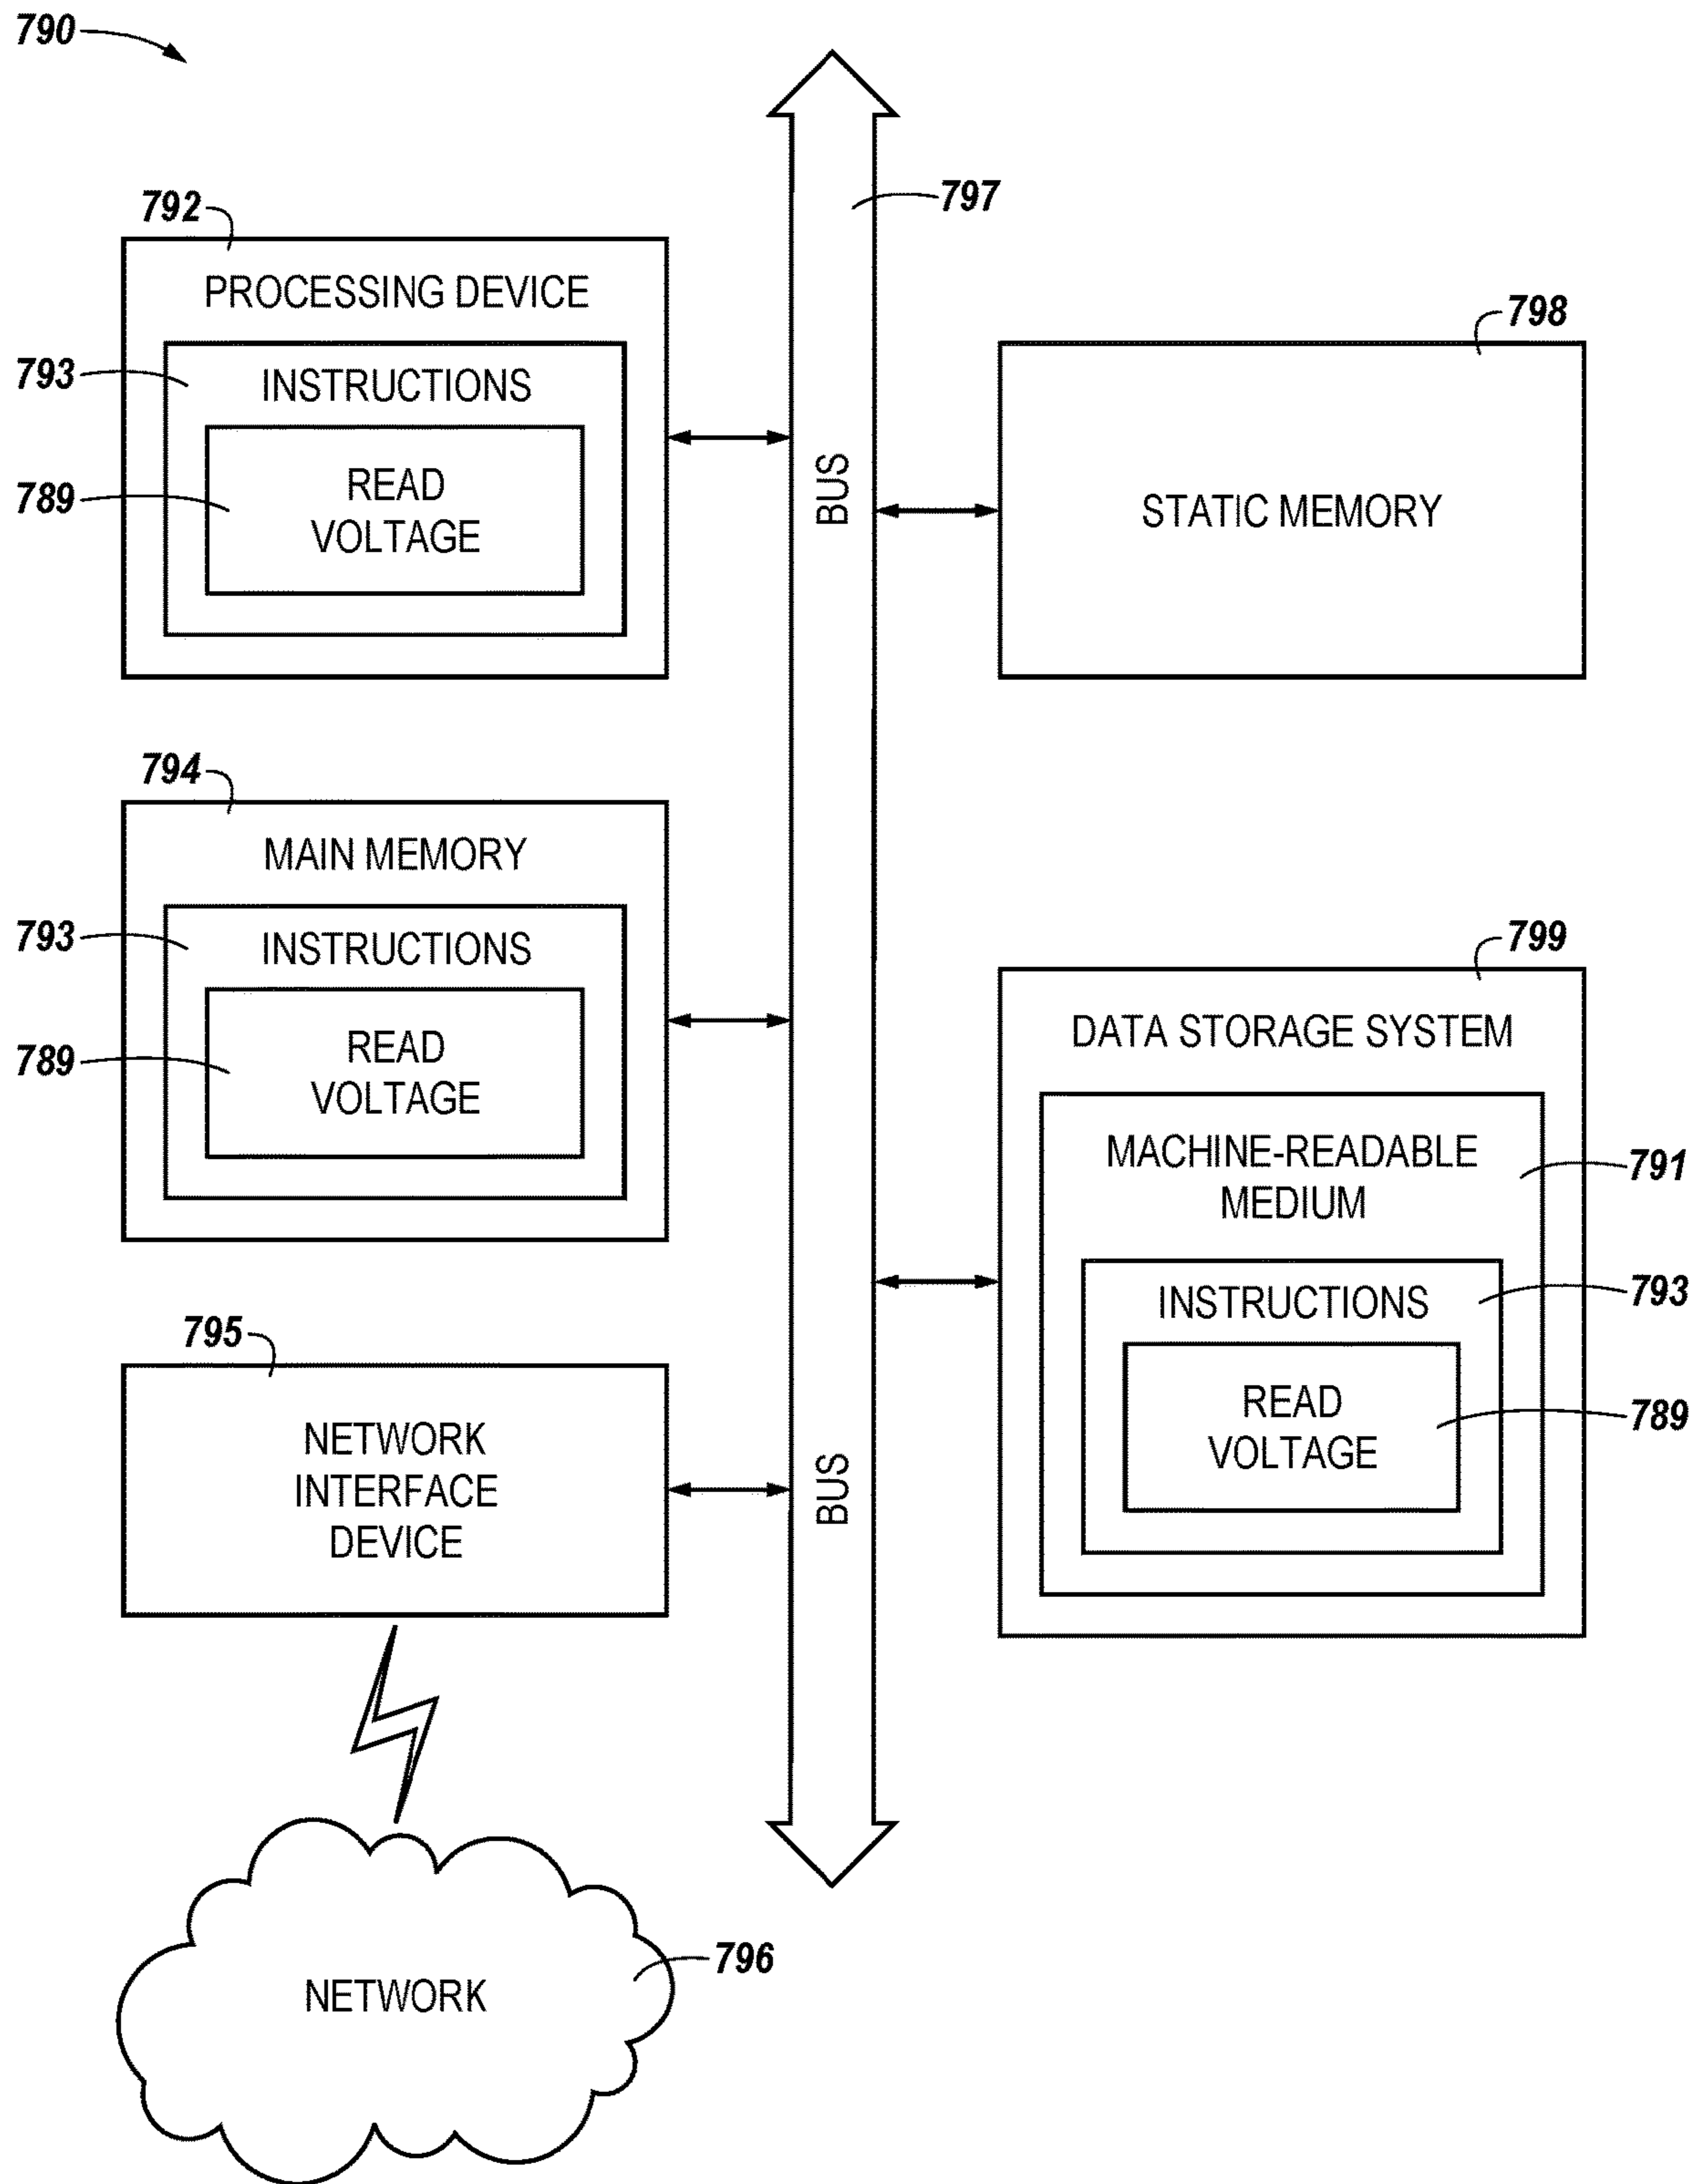 790
792
PROCESSING DEVICE
793
INSTRUCTIONS
789
READ
VOLTAGE
794
MAIN MEMORY
793
INSTRUCTIONS
789
READ
VOLTAGE
795
NETWORK
INTERFACE
DEVICE
NETWORK
796
797
BUS
BUS
798
STATIC MEMORY
799
DATA STORAGE SYSTEM
MACHINE-READABLE
MEDIUM
791
INSTRUCTIONS
793
READ
VOLTAGE
789